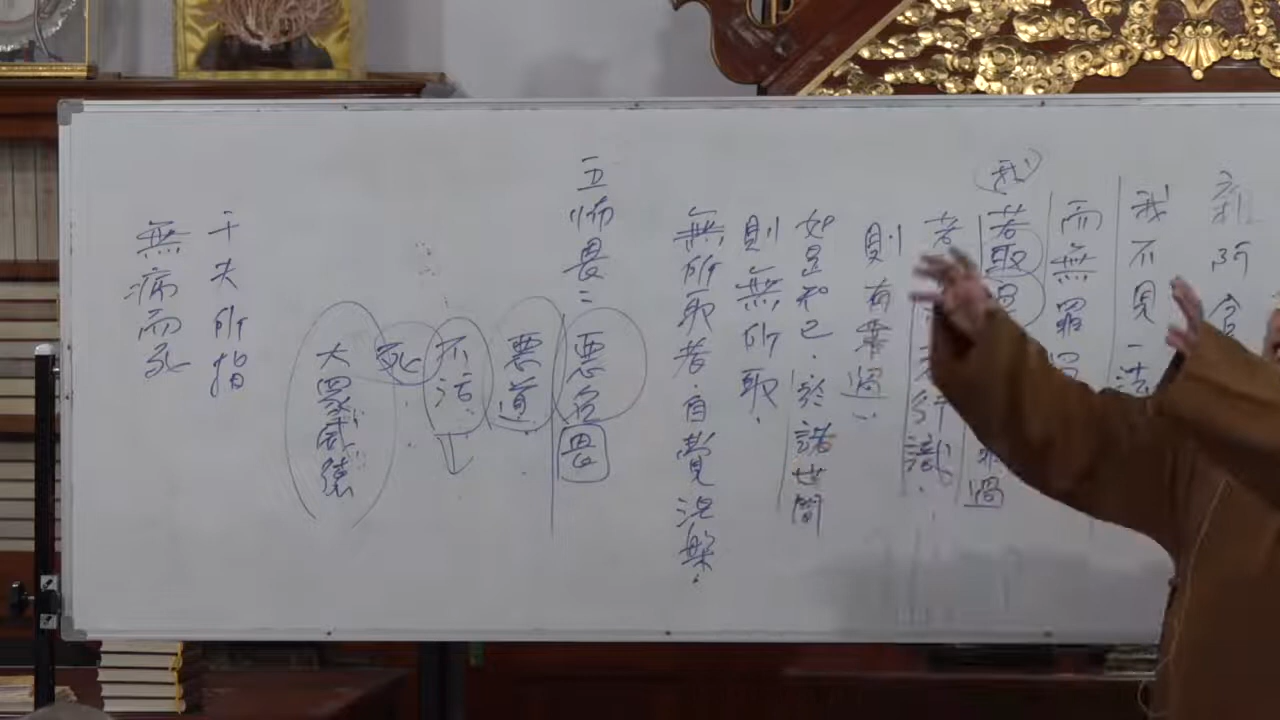 我不見一法
而無罪過
(我)若取
罪過
則有罪過：
如是知已．於諸世間
則無所取．
無所取者．自覺涅槃．
五怖畏：
惡名畏
惡道．
不活．
死．
大眾威德
千夫所指
無病而死